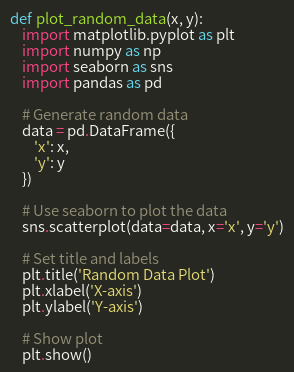 def plot_random_data(x, y):
    import matplotlib.pyplot as plt
    import numpy as np
    import seaborn as sns
    import pandas as pd

    # Generate random data
    data = pd.DataFrame({
        'x': x,
        'y': y
    })

    # Use seaborn to plot the data
    sns.scatterplot(data=data, x='x', y='y')

    # Set title and labels
    plt.title('Random Data Plot')
    plt.xlabel('X-axis')
    plt.ylabel('Y-axis')

    # Show plot
    plt.show()